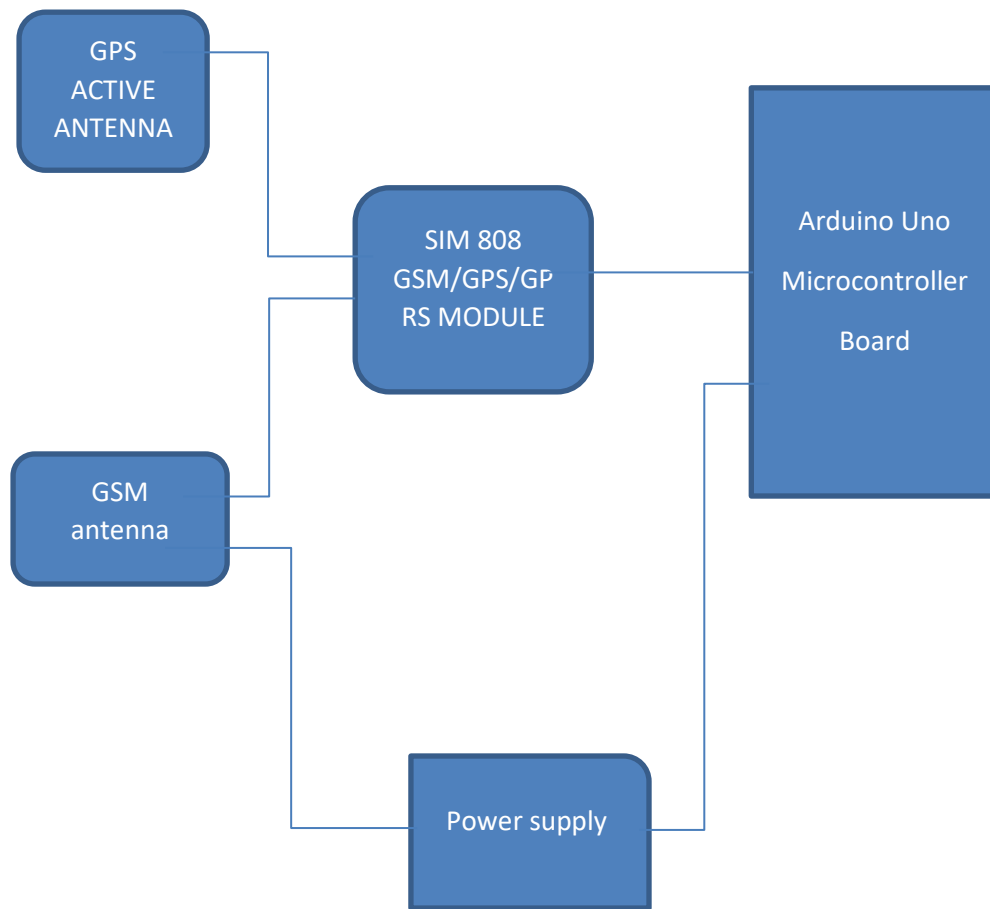 GPS
ACTIVE
ANTENNA
SIM 808
GSM/GPS/GP
RS MODULE
Arduino Uno
Microcontroller
Board
GSM
antenna
Power supply